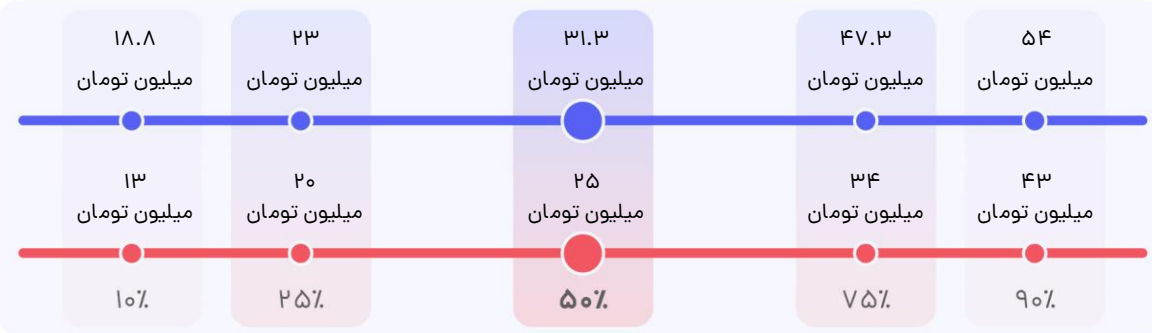 ۱۸.۸
میلیون تومان
۲۳
میلیون تومان
۳۱.۳
میلیون تومان
۴۷.۳
میلیون تومان
۵۴
میلیون تومان
۱۳
میلیون تومان
۲۰
میلیون تومان
۲۵
میلیون تومان
۳۴
میلیون تومان
۴۳
میلیون تومان
۱۰٪
۲۵٪
۵۰٪
۷۵٪
۹۰٪